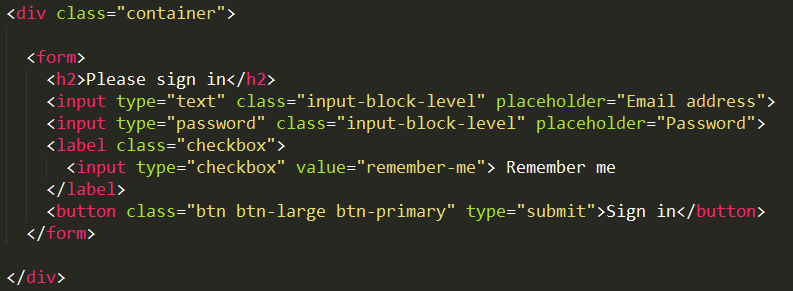 <div class="container">
<form>
<h2>Please sign in</h2>
<input type="text" class="input-block-level" placeholder="Email address">
<input type="password" class="input-block-level" placeholder="Password">
<label class="checkbox">
<input type="checkbox" value="remember-me"> Remember me
</label>
<button class="btn btn-large btn-primary" type="submit">Sign in</button>
</form>
</div>